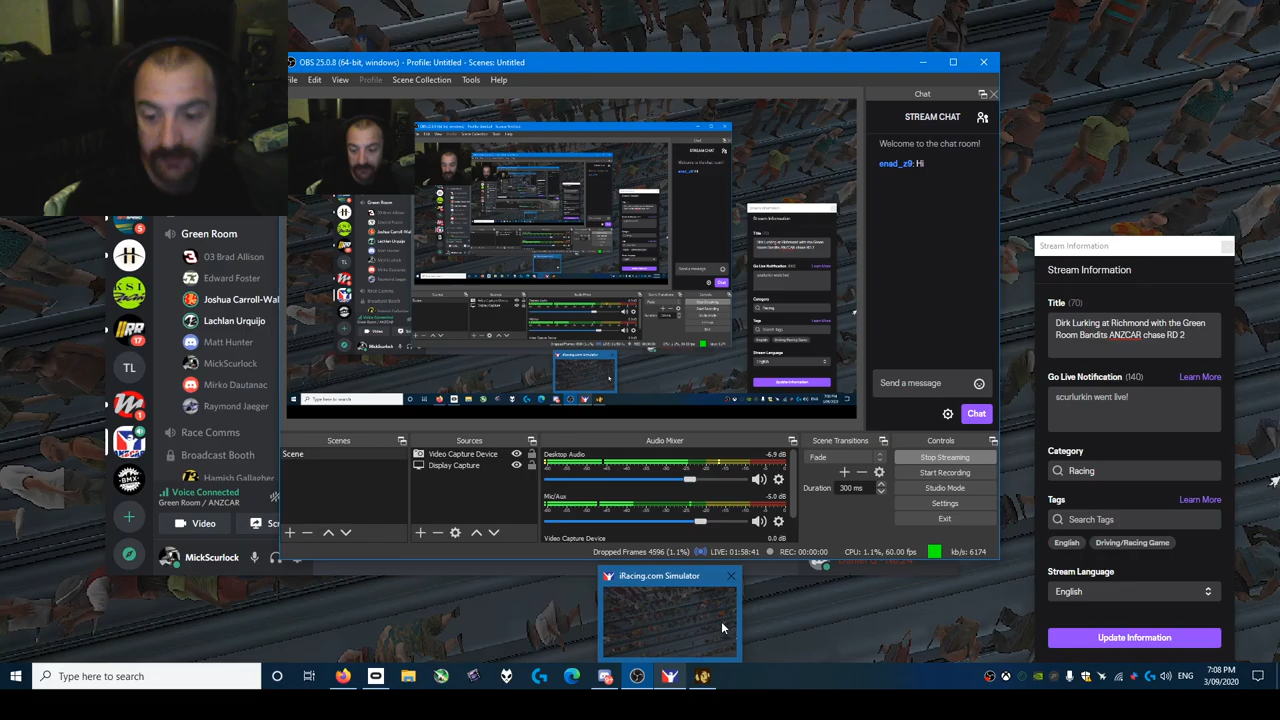 OBS 25.0.8 (64-bit, windows) - Profile: Untitled - Scenes: Untitled
File Edit View Profile Scene Collection Tools Help
Chat
STREAM CHAT
Welcome to the chat room!
enad_z9: Hi
Send a message
Chat
Green Room
03 Brad Allison
Edward Foster
Joshua Carroll-Wal
Lachlan Urquijo
Matt Hunter
MickScurlock
Mirko Dautanac
Raymond Jaeger
Race Comms
Broadcast Booth
Hamish Gallagher
Voice Connected
Green Room / ANZCAR
Video
Scr
MickScurlock
5
17
TL
1
Scenes
Scene
Sources
Video Capture Device
Display Capture
Audio Mixer
Desktop Audio
-6.9 dB
Mic/Aux
-5.0 dB
Video Capture Device
0.0 dB
Scene Transitions
Fade
Duration 300 ms
Controls
Stop Streaming
Start Recording
Studio Mode
Settings
Exit
Dropped Frames 4596 (1.1%) LIVE: 01:58:41 REC: 00:00:00 CPU: 1.1%, 60.00 fps kb/s: 6174
Stream Information
Stream Information
Title (70)
Dirk Lurking at Richmond with the Green
Room Bandits ANZCAR chase RD 2
Go Live Notification (140) Learn More
scurlurkin went live!
Category
Racing
Tags Learn More
Search Tags
English Driving/Racing Game
Stream Language
English
Update Information
iRacing.com Simulator
Type here to search
ENG
7:08 PM
3/09/2020